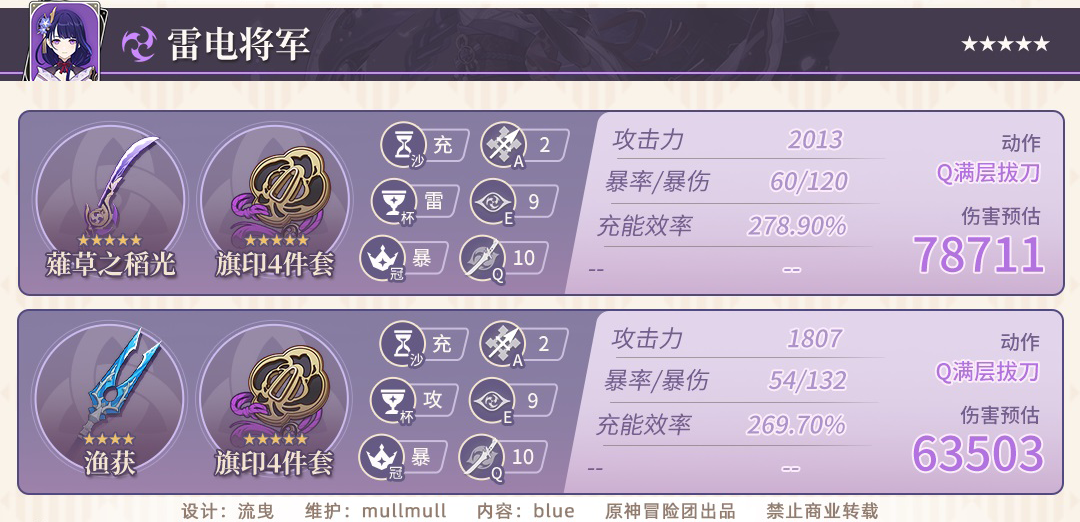 雷电将军
★★★★★
充 2
雷 9
暴 10
沙 A
杯 E
冠 Q
★★★★★ ★★★★★
薙草之稻光 旗印4件套
攻击力 2013
暴率/暴伤 60/120
充能效率 278.90%
-- --
动作
Q满层拔刀
伤害预估
78711
充 2
攻 9
暴 10
沙 A
杯 E
冠 Q
★★★★ ★★★★★
渔获 旗印4件套
攻击力 1807
暴率/暴伤 54/132
充能效率 269.70%
-- --
动作
Q满层拔刀
伤害预估
63503
设计：流曳 维护：mullmull 内容：blue 原神冒险团出品 禁止商业转载